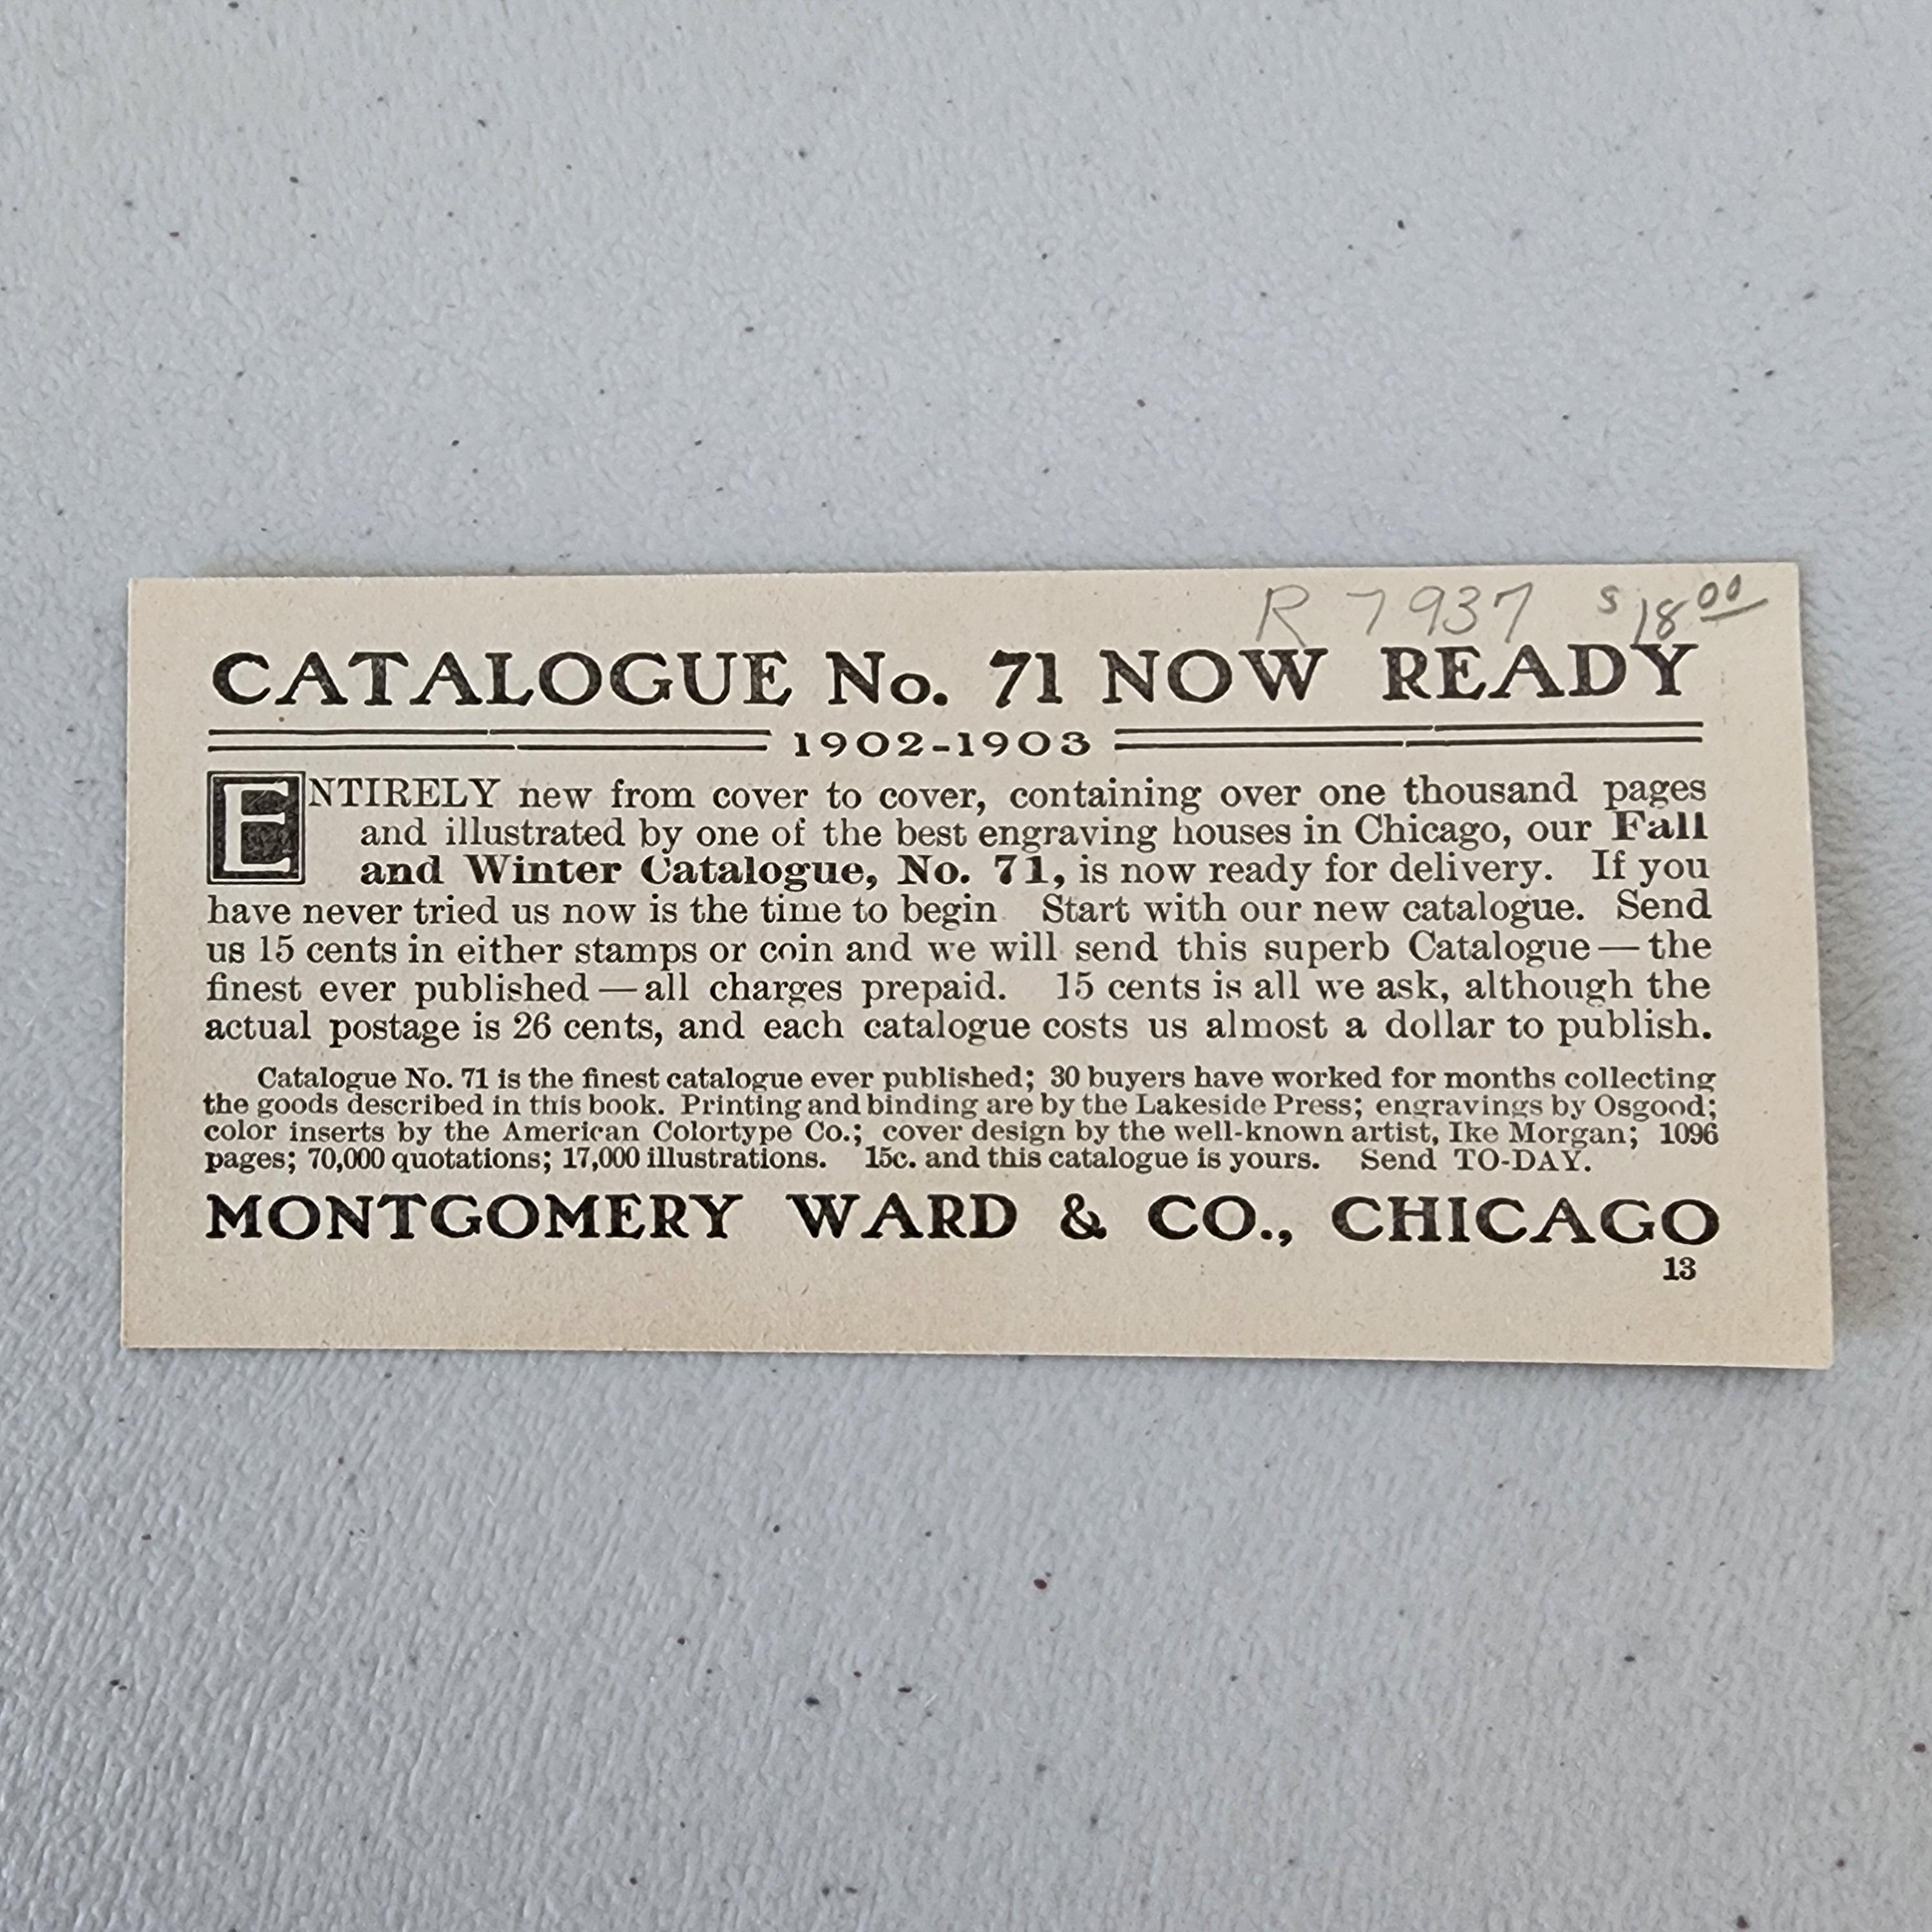 R 7937 $18.00
CATALOGUE No. 71 NOW READY
1902-1903
ENTIRELY new from cover to cover, containing over one thousand pages
and illustrated by one of the best engraving houses in Chicago, our Fall
and Winter Catalogue, No. 71, is now ready for delivery. If you
have never tried us now is the time to begin Start with our new catalogue. Send
us 15 cents in either stamps or coin and we will send this superb Catalogue — the
finest ever published — all charges prepaid. 15 cents is all we ask, although the
actual postage is 26 cents, and each catalogue costs us almost a dollar to publish.
Catalogue No. 71 is the finest catalogue ever published; 30 buyers have worked for months collecting
the goods described in this book. Printing and binding are by the Lakeside Press; engravings by Osgood;
color inserts by the American Colortype Co.; cover design by the well-known artist, Ike Morgan; 1096
pages; 70,000 quotations; 17,000 illustrations. 15c. and this catalogue is yours. Send TO-DAY.
MONTGOMERY WARD & CO., CHICAGO
13